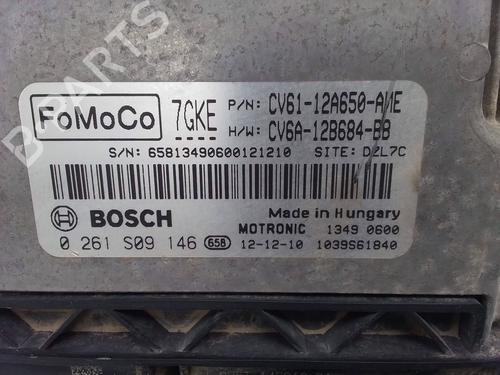 FoMoCo 7GKE P/N: CV61-12A650-AME
H/W: CV6A-12B684-BB
S/N: 65813490600121210 SITE: DZL7C
BOSCH Made in Hungary
MOTRONIC 1349 0600
0 261 S09 146 658 12-12-10 1039S61840
B-PARTS